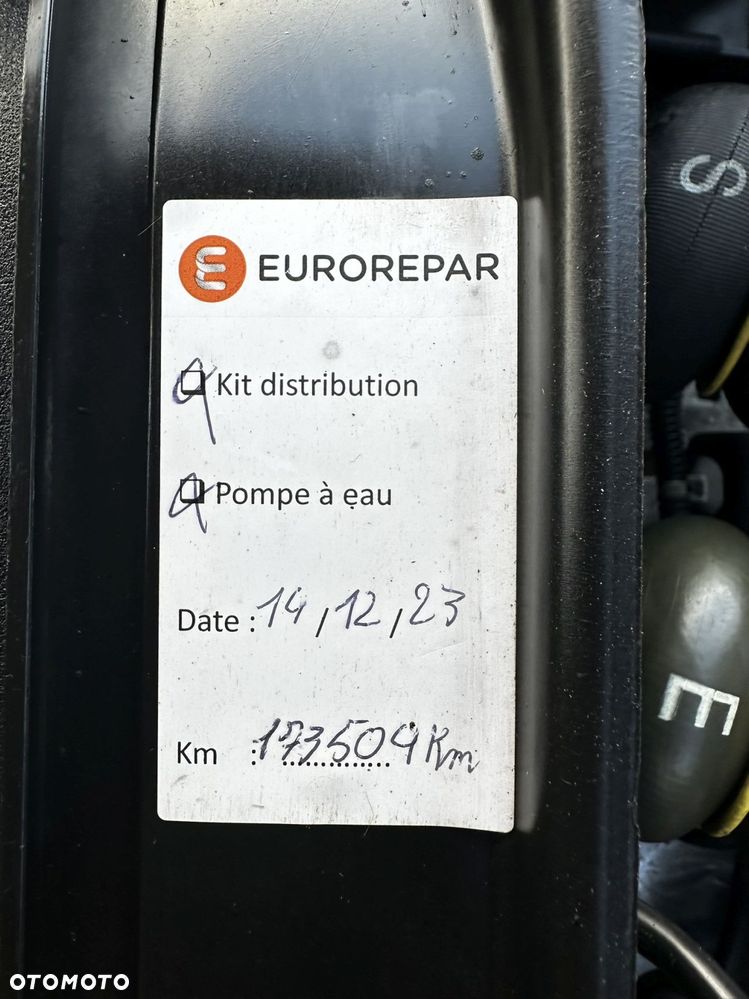 EUROREPAR
Kit distribution
Pompe à eau
Date : 14 / 12 / 23
Km : 173504 Km
S
E
OTOMOTO